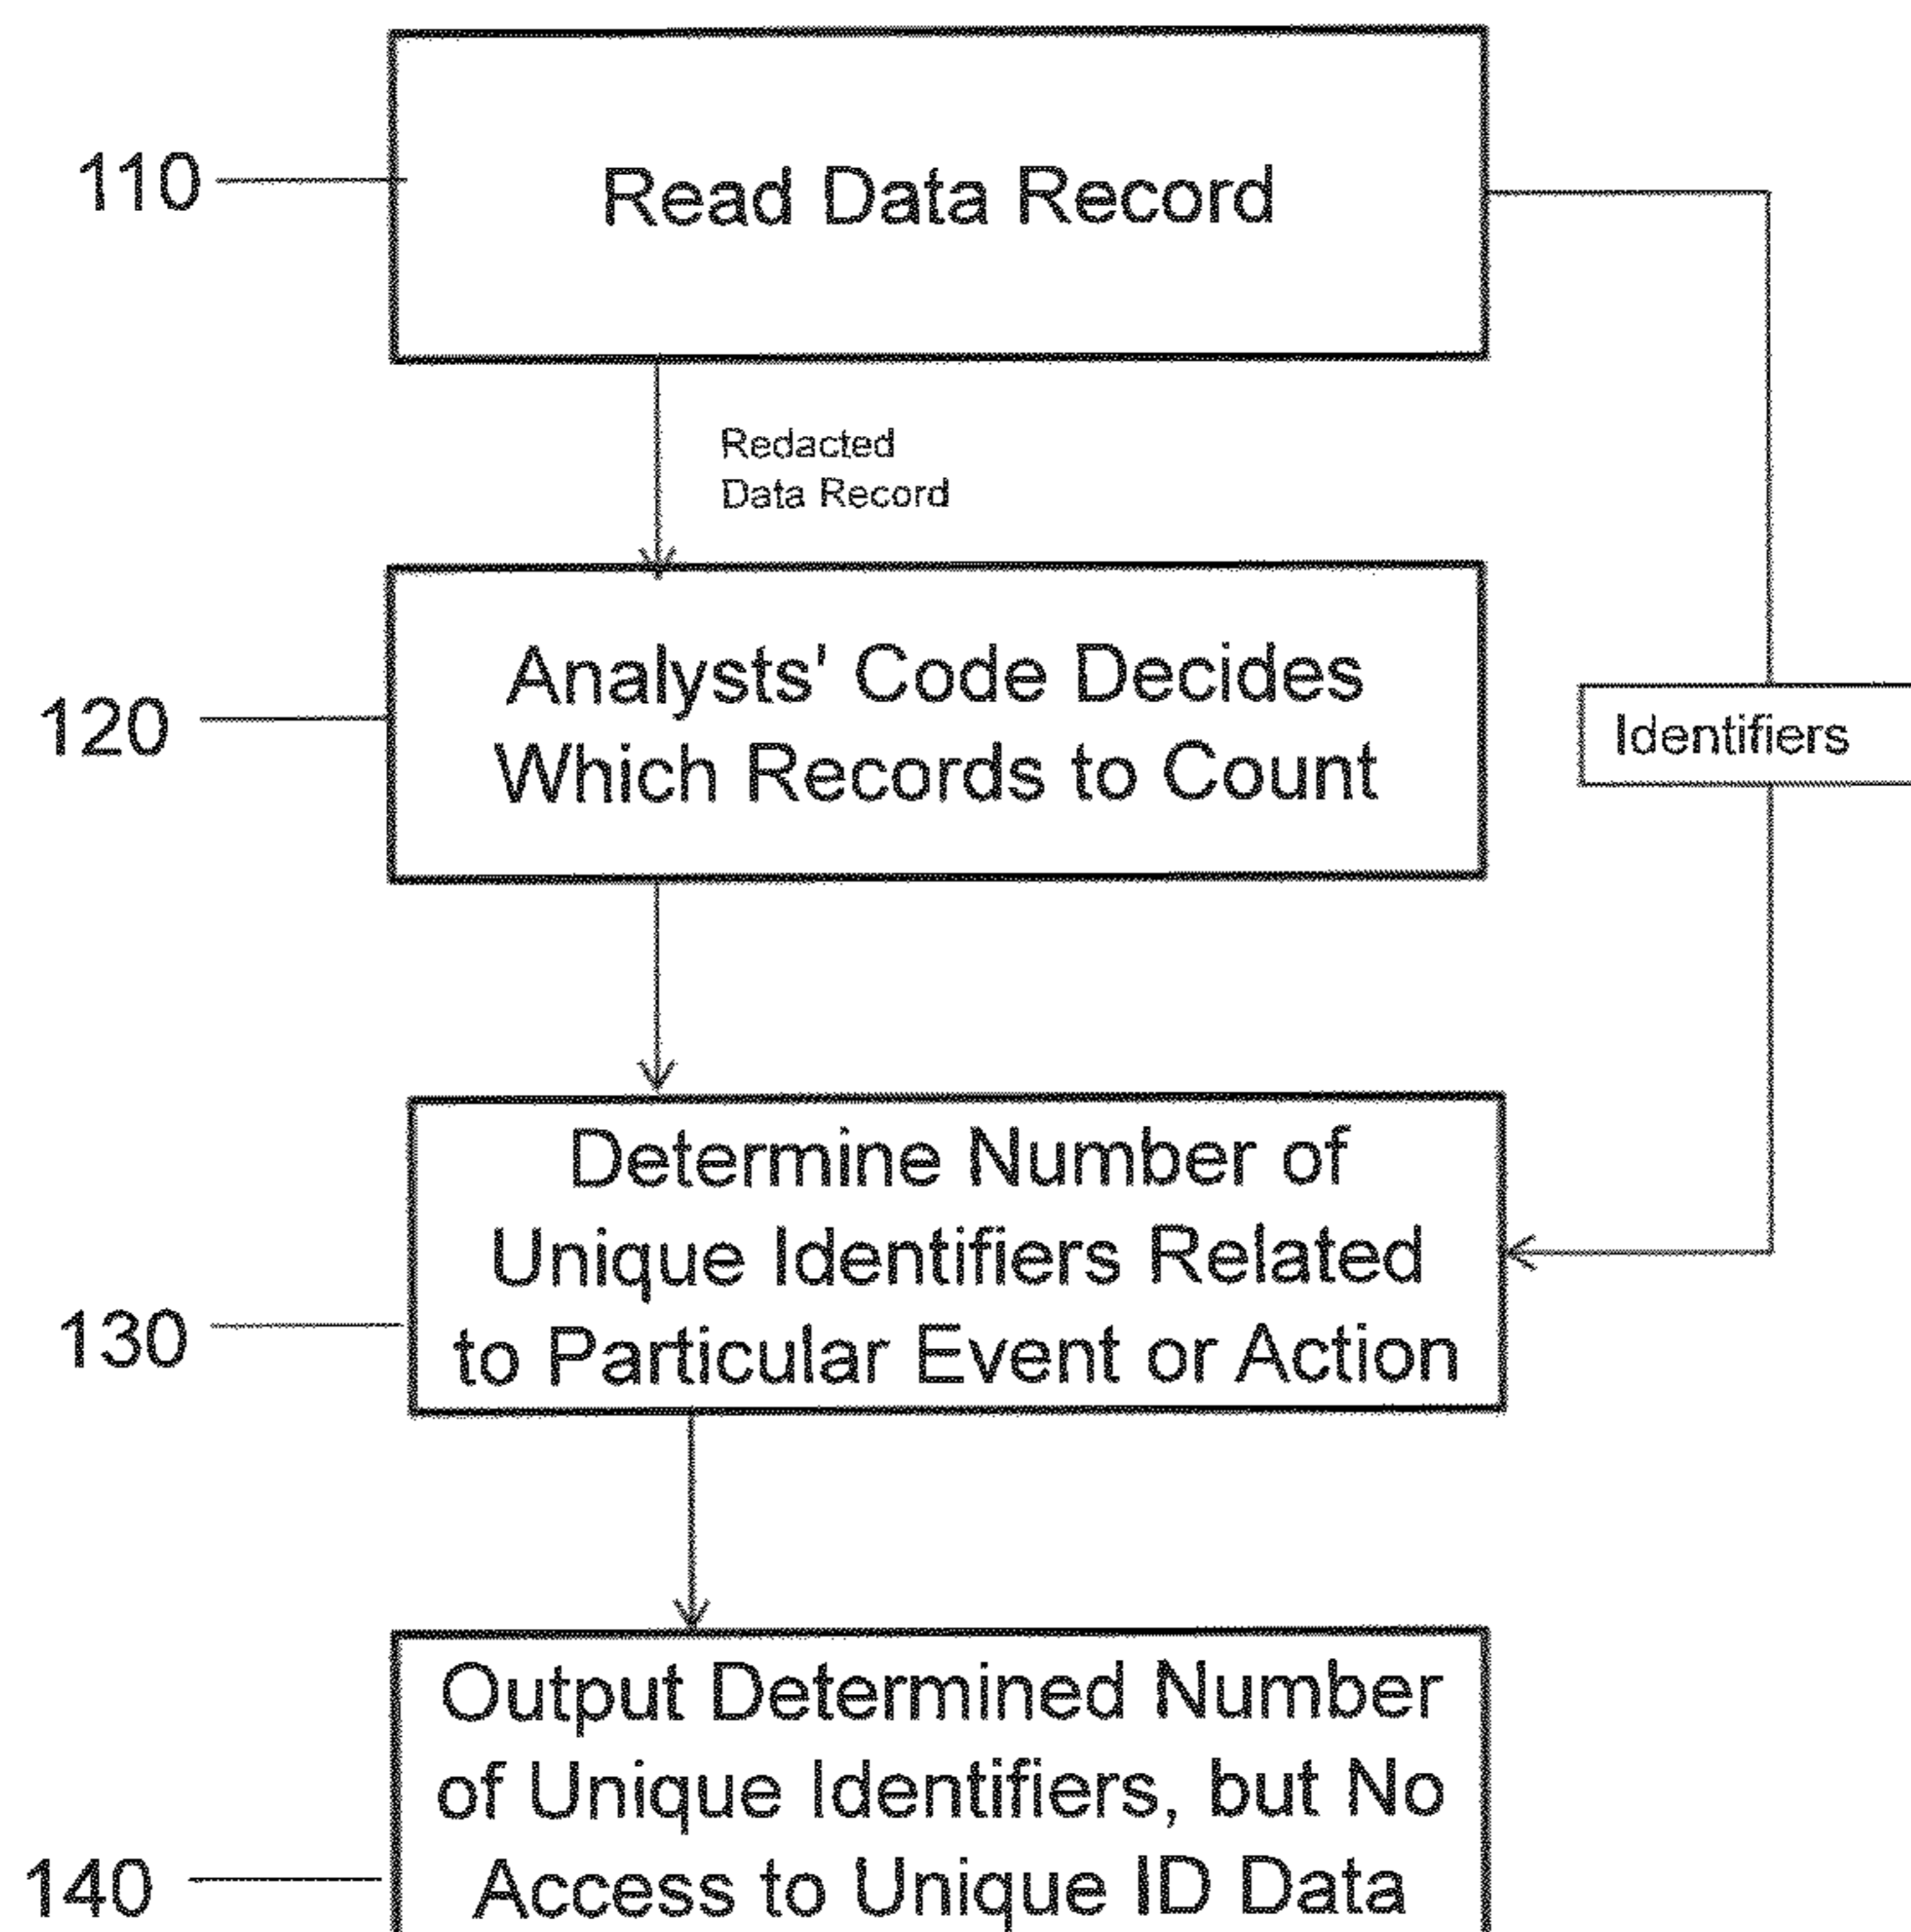 110
Read Data Record
Redacted
Data Record
120
Analysts' Code Decides
Which Records to Count
Identifiers
130
Determine Number of
Unique Identifiers Related
to Particular Event or Action
140
Output Determined Number
of Unique Identifiers, but No
Access to Unique ID Data